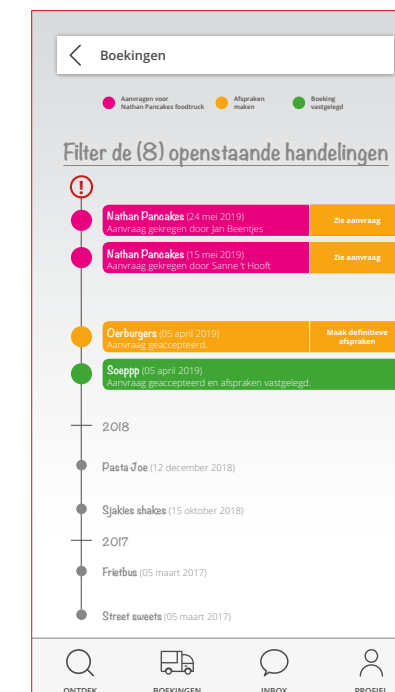 Boekingen
Aanvragen voor
Nathan Pancakes foodtruck
Afspraken
maken
Boeking
vastgelegd
Filter de (8) openstaande handelingen
!
Nathan Pancakes (24 mei 2019)
Aanvraag gekregen door Jan Beentjes
Zie aanvraag
Nathan Pancakes (15 mei 2019)
Aanvraag gekregen door Sanne 't Hooft
Zie aanvraag
Oerburgers (05 april 2019)
Aanvraag geaccepteerd.
Maak definitieve
afspraken
Soeppp (05 april 2019)
Aanvraag geaccepteerd en afspraken vastgelegd.
2018
Pasta Joe (12 december 2018)
Sjakies shakes (15 oktober 2018)
2017
Frietbus (05 maart 2017)
Street sweets (05 maart 2017)
ONTDEK
BOEKINGEN
INBOX
PROFIEL